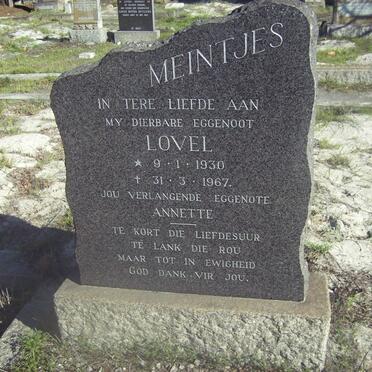 MEINTJES
IN TERE LIEFDE AAN
MY DIERBARE EGGENOOT
LOVEL
★ 9·1·1930
✝ 31·3·1967.
JOU VERLANGENDE EGGENOTE
ANNETTE
TE KORT DIE LIEFDESUUR
TE LANK DIE ROU
MAAR TOT IN EWIGHEID
GOD DANK VIR JOU.